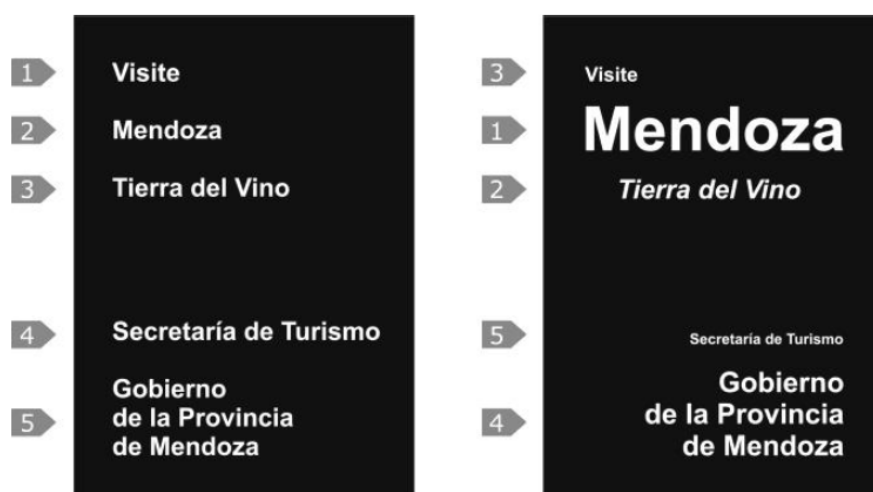 1
Visite
2
Mendoza
3
Tierra del Vino
4
Secretaría de Turismo
5
Gobierno
de la Provincia
de Mendoza
3
Visite
1
Mendoza
2
Tierra del Vino
5
Secretaría de Turismo
4
Gobierno
de la Provincia
de Mendoza